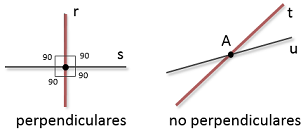 r
t
90
90
s
A
u
90
90
perpendiculares
no perpendiculares